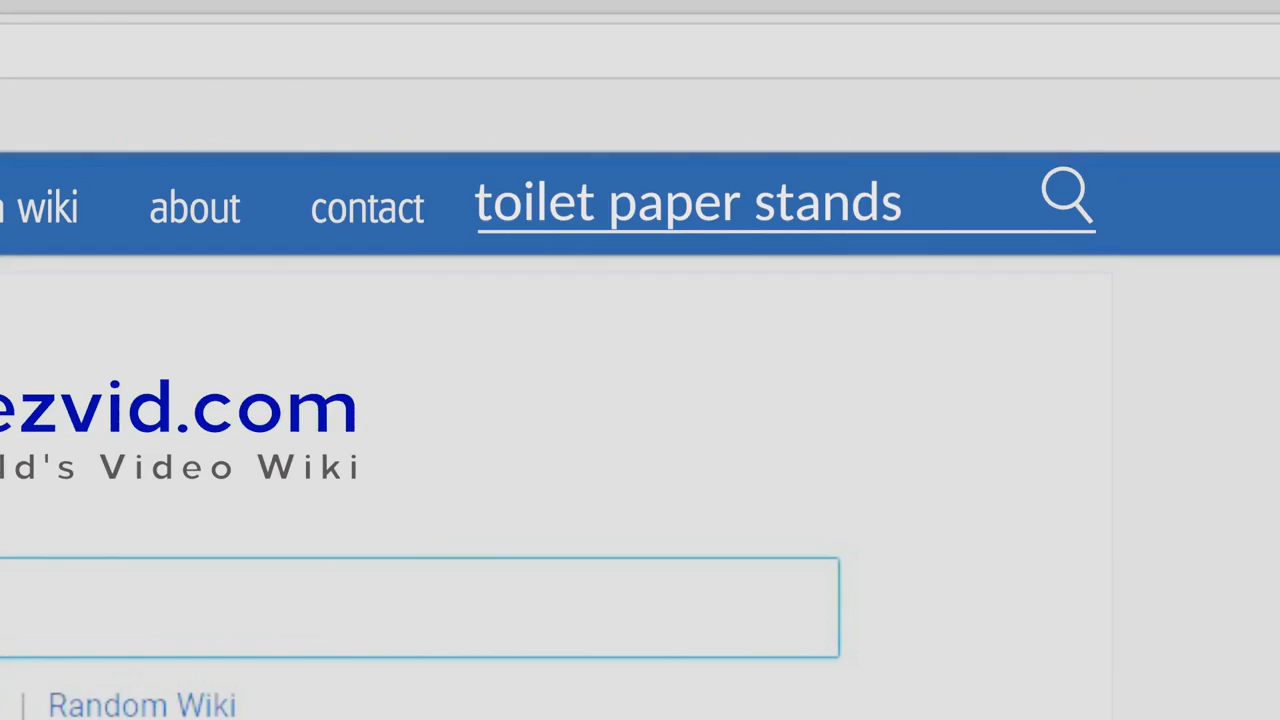 wiki about contact toilet paper stands
ezvid.com
ld's Video Wiki
| Random Wiki